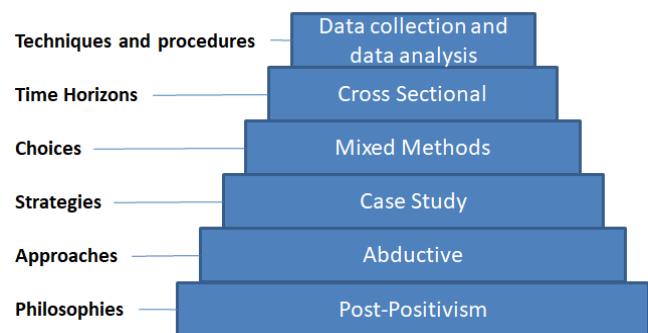 Techniques and procedures
Data collection and
data analysis
Time Horizons
Cross Sectional
Choices
Mixed Methods
Strategies
Case Study
Approaches
Abductive
Philosophies
Post-Positivism